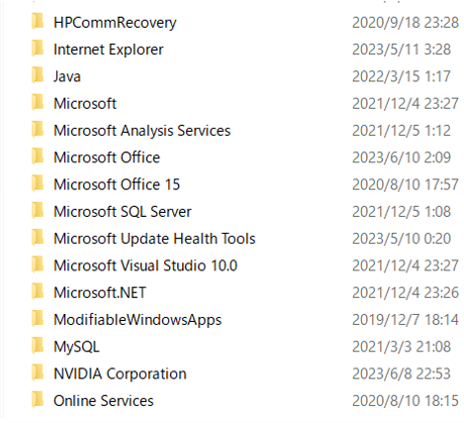 HPCommRecovery 2020/9/18 23:28
Internet Explorer 2023/5/11 3:28
Java 2022/3/15 1:17
Microsoft 2021/12/4 23:27
Microsoft Analysis Services 2021/12/5 1:12
Microsoft Office 2023/6/10 2:09
Microsoft Office 15 2020/8/10 17:57
Microsoft SQL Server 2021/12/5 1:08
Microsoft Update Health Tools 2023/5/10 0:20
Microsoft Visual Studio 10.0 2021/12/4 23:27
Microsoft.NET 2021/12/4 23:26
ModifiableWindowsApps 2019/12/7 18:14
MySQL 2021/3/3 21:08
NVIDIA Corporation 2023/6/8 22:53
Online Services 2020/8/10 18:15